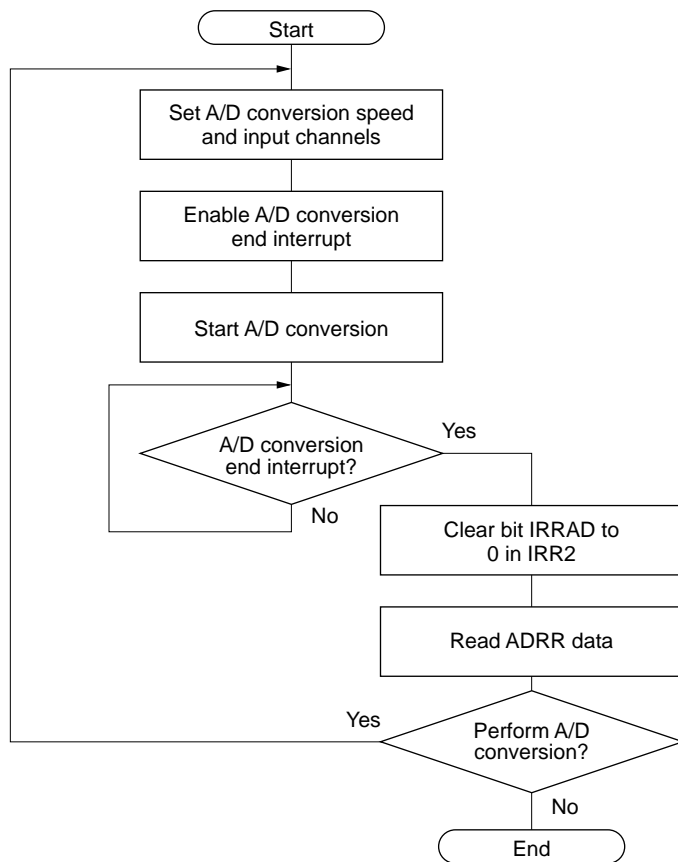 Start
Set A/D conversion speed
and input channels
Enable A/D conversion
end interrupt
Start A/D conversion
A/D conversion
end interrupt?
Yes
No
Clear bit IRRAD to
0 in IRR2
Read ADRR data
Yes
Perform A/D
conversion?
No
End